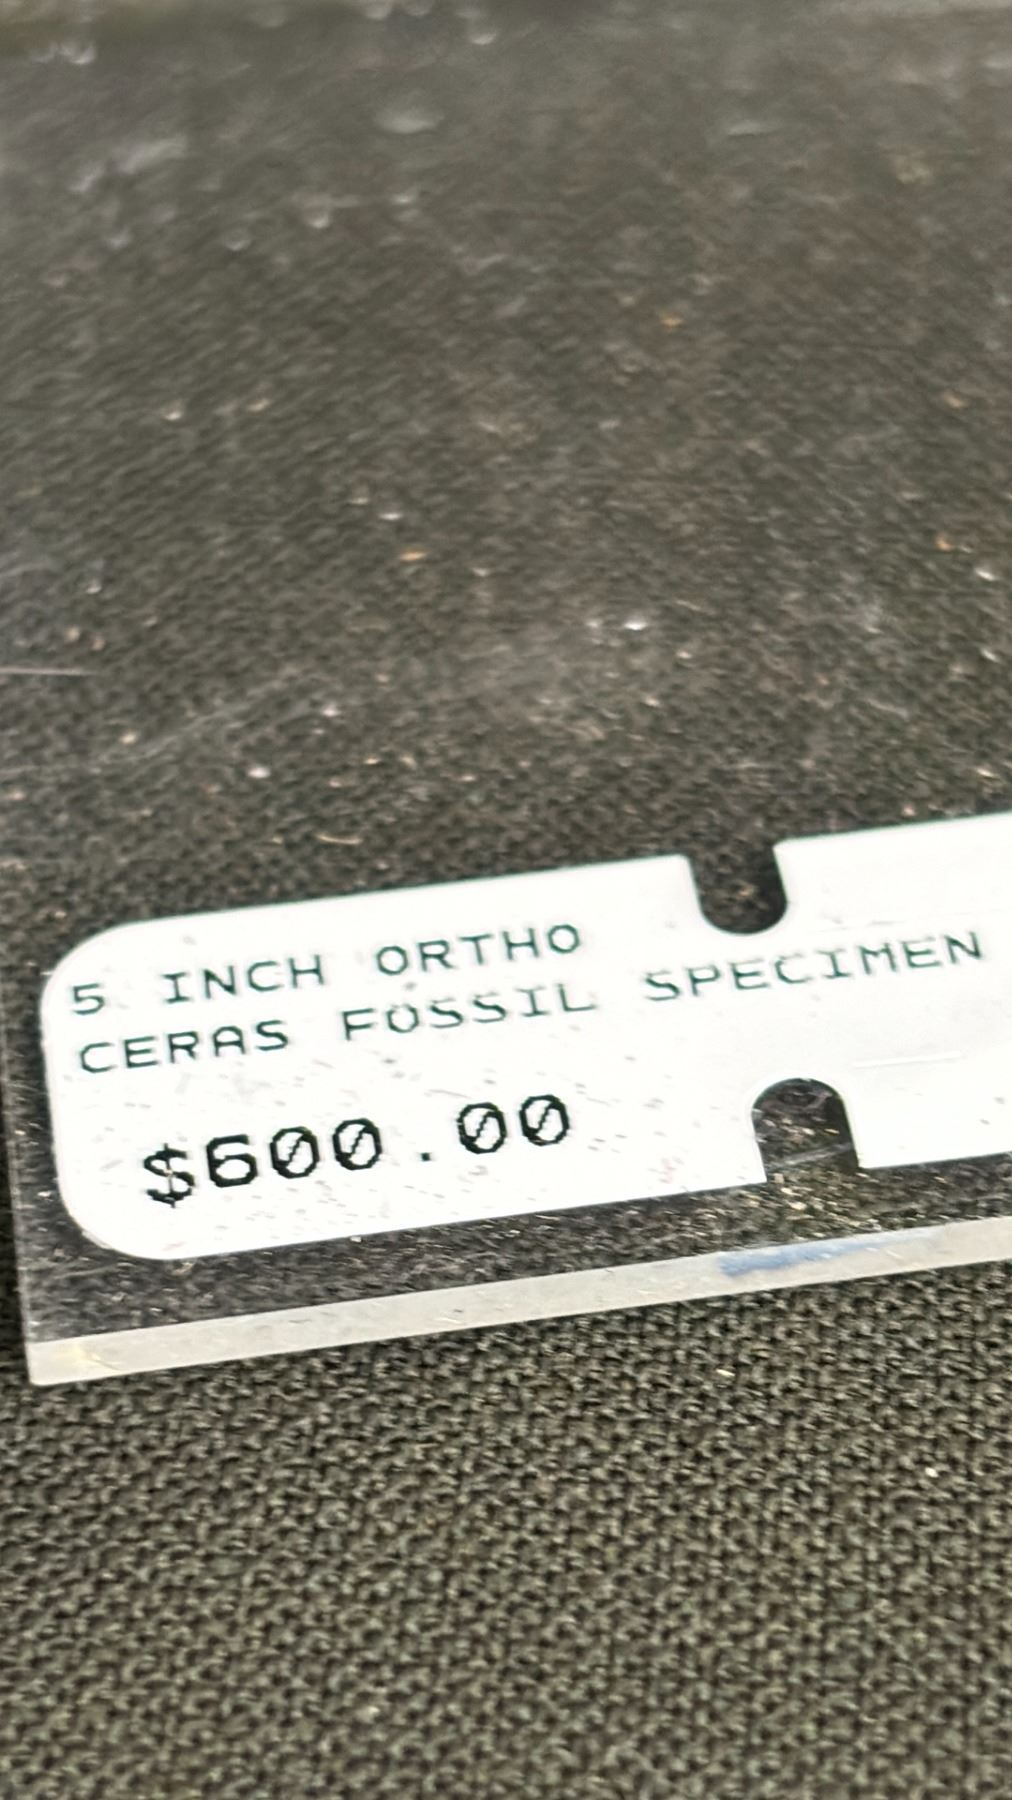 5 INCH ORTHO
CERAS FOSSIL SPECIMEN
$600.00